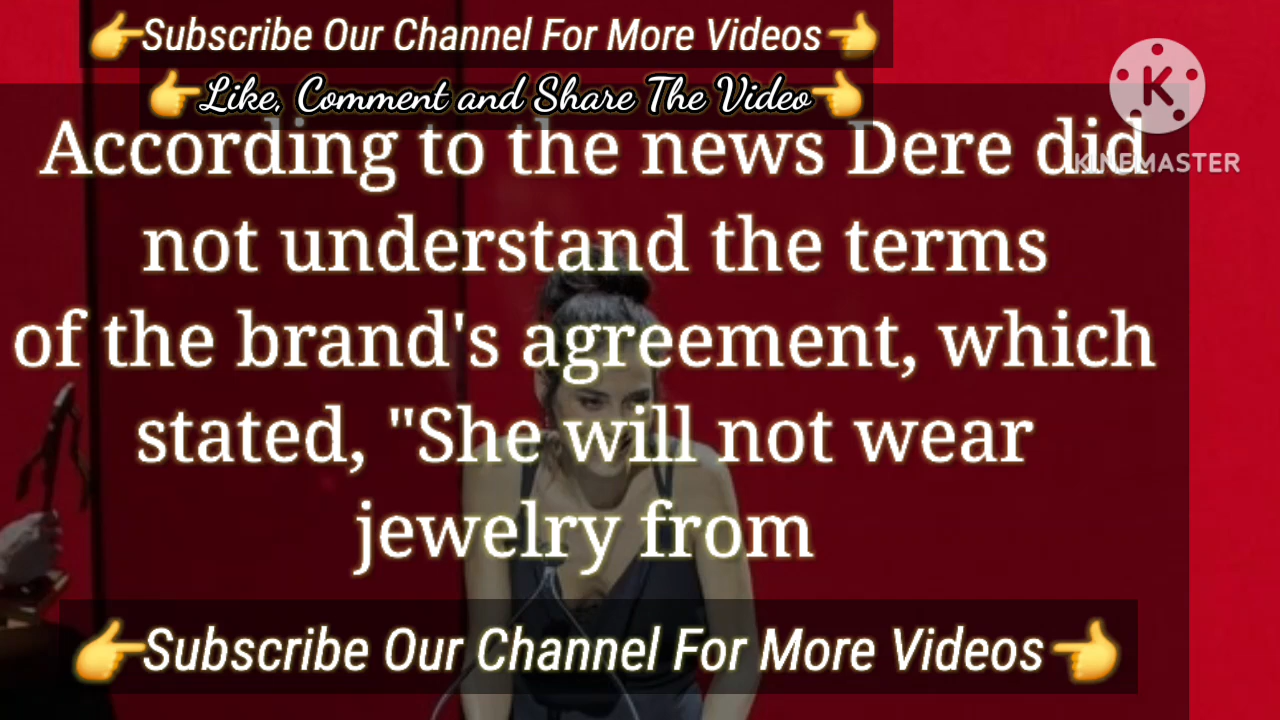 👉Subscribe Our Channel For More Videos👈
👉Like, Comment and Share The Video👈
According to the news Dere did
not understand the terms
of the brand's agreement, which
stated, "She will not wear
jewelry from
👉Subscribe Our Channel For More Videos👈
K
KINEMASTER